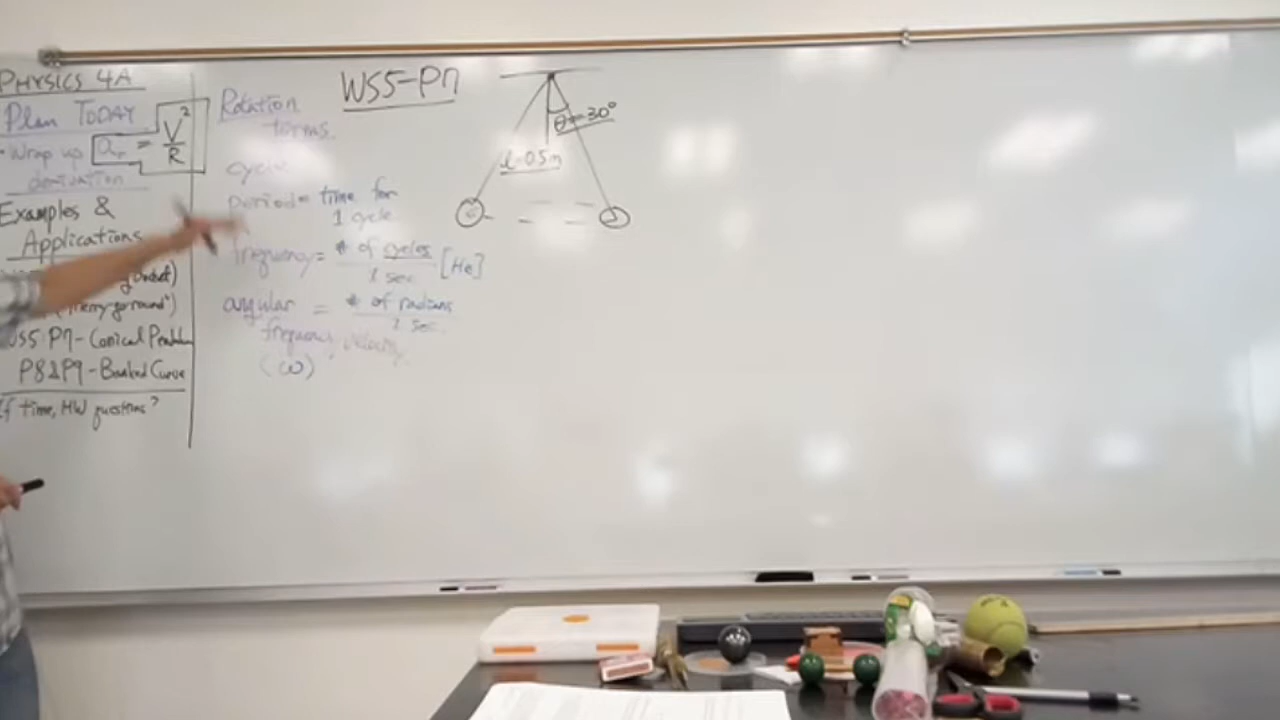 PHYSICS 4A
Plan TODAY
• Wrap up
derivation
a = V²
R
Examples &
Applications
Bucket)
("merry-go-round")
WS5:P7-Conical Pendulum
P8&P9-Banked Curve
If time, HW questions?
Rotation
terms.
cycle
period = time for
1 cycle
frequency = # of cycles
1 sec [Hz]
angular = # of radians
1 sec.
frequency, velocity
(ω)
WS5-P7
θ=30°
l=0.5m